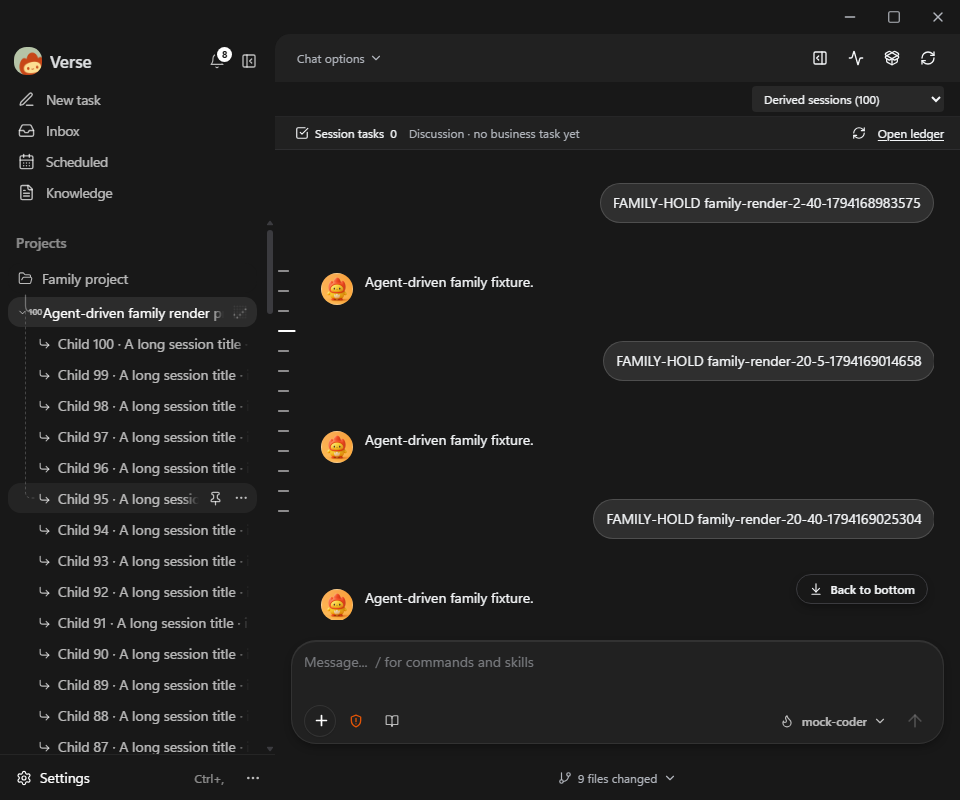 Verse
8
New task
Inbox
Scheduled
Knowledge
Projects
Family project
100
Agent-driven family render p
Child 100 · A long session title ·
Child 99 · A long session title ·
Child 98 · A long session title ·
Child 97 · A long session title ·
Child 96 · A long session title ·
Child 95 · A long sessic
Child 94 · A long session title ·
Child 93 · A long session title ·
Child 92 · A long session title ·
Child 91 · A long session title · i
Child 90 · A long session title ·
Child 89 · A long session title ·
Child 88 · A long session title ·
Child 87 · A long session title ·
Settings
Ctrl+,
Chat options
Derived sessions (100)
Session tasks 0 Discussion · no business task yet
Open ledger
FAMILY-HOLD family-render-2-40-1794168983575
Agent-driven family fixture.
FAMILY-HOLD family-render-20-5-1794169014658
Agent-driven family fixture.
FAMILY-HOLD family-render-20-40-1794169025304
Agent-driven family fixture.
Back to bottom
Message... / for commands and skills
mock-coder
9 files changed